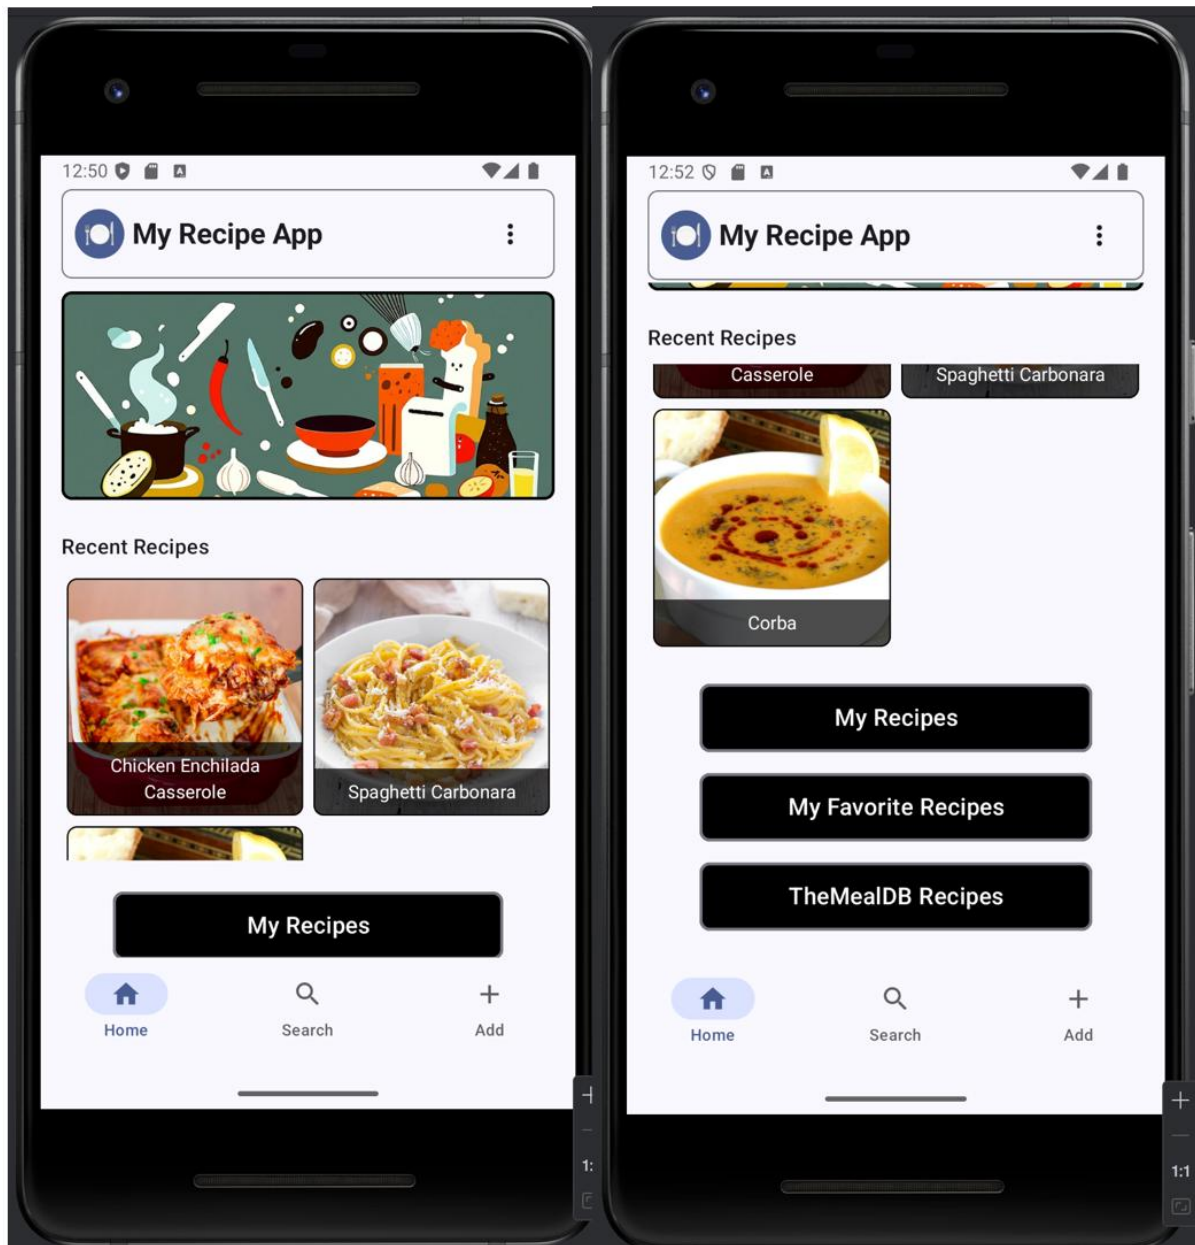 12:50
My Recipe App
Recent Recipes
Chicken Enchilada
Casserole
Spaghetti Carbonara
My Recipes
Home
Search
Add
12:52
My Recipe App
Recent Recipes
Casserole
Spaghetti Carbonara
Corba
My Recipes
My Favorite Recipes
TheMealDB Recipes
Home
Search
Add
1:1